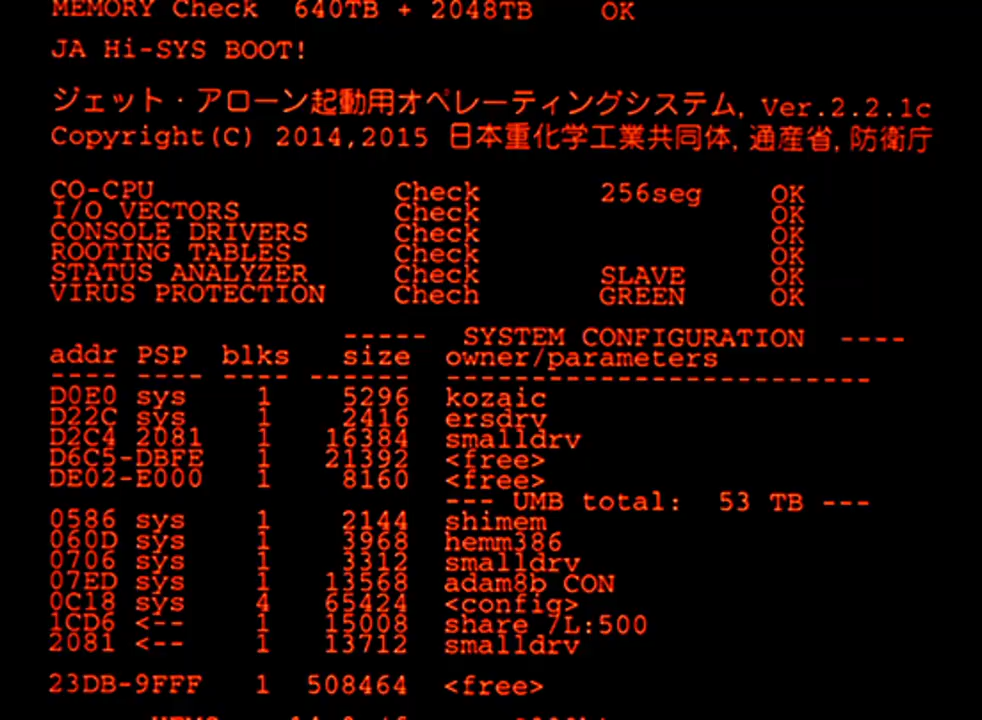 MEMORY Check 640TB + 2048TB OK
JA Hi-SYS BOOT!
ジェット・アローン起動用オペレーティングシステム, Ver.2.2.1c
Copyright(C) 2014,2015 日本重化学工業共同体, 通産省, 防衛庁
CO-CPU Check 256seg OK
I/O VECTORS Check OK
CONSOLE DRIVERS Check OK
ROOTING TABLES Check OK
STATUS ANALYZER Check SLAVE OK
VIRUS PROTECTION Chech GREEN OK
----- SYSTEM CONFIGURATION ----
addr PSP blks size owner/parameters
---- ---- ---- ------ -------------------------
D0E0 sys 1 5296 kozaic
D22C sys 1 2416 ersdrv
D2C4 2081 1 16384 smalldrv
D6C5-DBFE 1 21392 <free>
DE02-E000 1 8160 <free>
--- UMB total: 53 TB ---
0586 sys 1 2144 shimem
060D sys 1 3968 hemm386
0706 sys 1 3312 smalldrv
07ED sys 1 13568 adam8b CON
0C18 sys 4 65424 <config>
1CD6 <-- 1 15008 share /L:500
2081 <-- 1 13712 smalldrv
23DB-9FFF 1 508464 <free>